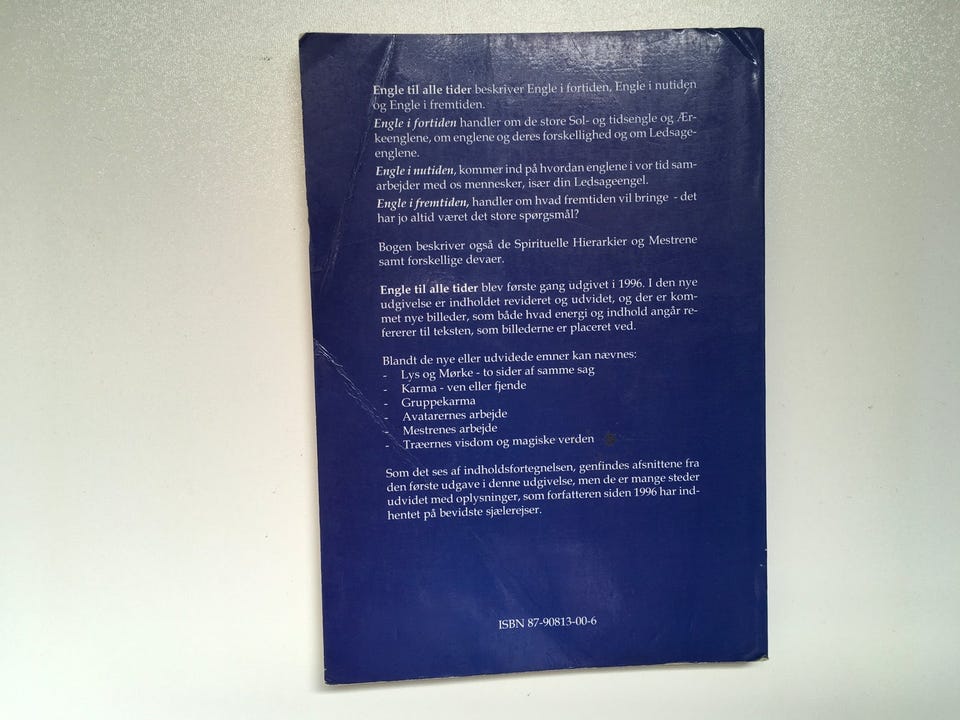 Engle til alle tider beskriver Engle i fortiden, Engle i nutiden
og Engle i fremtiden.
Engle i fortiden handler om de store Sol- og tidsengle og Ær-
keenglene, om englene og deres forskellighed og om Ledsage-
englene.
Engle i nutiden, kommer ind på hvordan englene i vor tid sam-
arbejder med os mennesker, især din Ledsageengel.
Engle i fremtiden, handler om hvad fremtiden vil bringe - det
har jo altid været det store spørgsmål?
Bogen beskriver også de Spirituelle Hierarkier og Mestrene
samt forskellige devaer.
Engle til alle tider blev første gang udgivet i 1996. I den nye
udgivelse er indholdet revideret og udvidet, og der er kom-
met nye billeder, som både hvad energi og indhold angår re-
fererer til teksten, som billederne er placeret ved.
Blandt de nye eller udvidede emner kan nævnes:
- Lys og Mørke - to sider af samme sag
- Karma - ven eller fjende
- Gruppekarma
- Avatarernes arbejde
- Mestrenes arbejde
- Træernes visdom og magiske verden
Som det ses af indholdsfortegnelsen, genfindes afsnittene fra
den første udgave i denne udgivelse, men de er mange steder
udvidet med oplysninger, som forfatteren siden 1996 har ind-
hentet på bevidste sjælerejser.
ISBN 87-90813-00-6